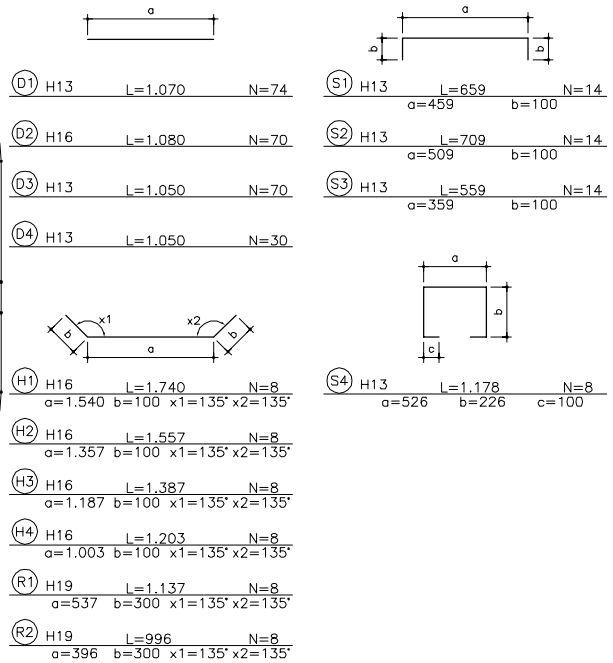 a
D1 H13 L=1.070 N=74
D2 H16 L=1.080 N=70
D3 H13 L=1.050 N=70
D4 H13 L=1.050 N=30
b x1 x2 b
a
H1 H16 L=1.740 N=8
a=1.540 b=100 x1=135° x2=135°
H2 H16 L=1.557 N=8
a=1.357 b=100 x1=135° x2=135°
H3 H16 L=1.387 N=8
a=1.187 b=100 x1=135° x2=135°
H4 H16 L=1.203 N=8
a=1.003 b=100 x1=135° x2=135°
R1 H19 L=1.137 N=8
a=537 b=300 x1=135° x2=135°
R2 H19 L=996 N=8
a=396 b=300 x1=135° x2=135°
a
b b
S1 H13 L=659 N=14
a=459 b=100
S2 H13 L=709 N=14
a=509 b=100
S3 H13 L=559 N=14
a=359 b=100
a
b
c
S4 H13 L=1.178 N=8
a=526 b=226 c=100